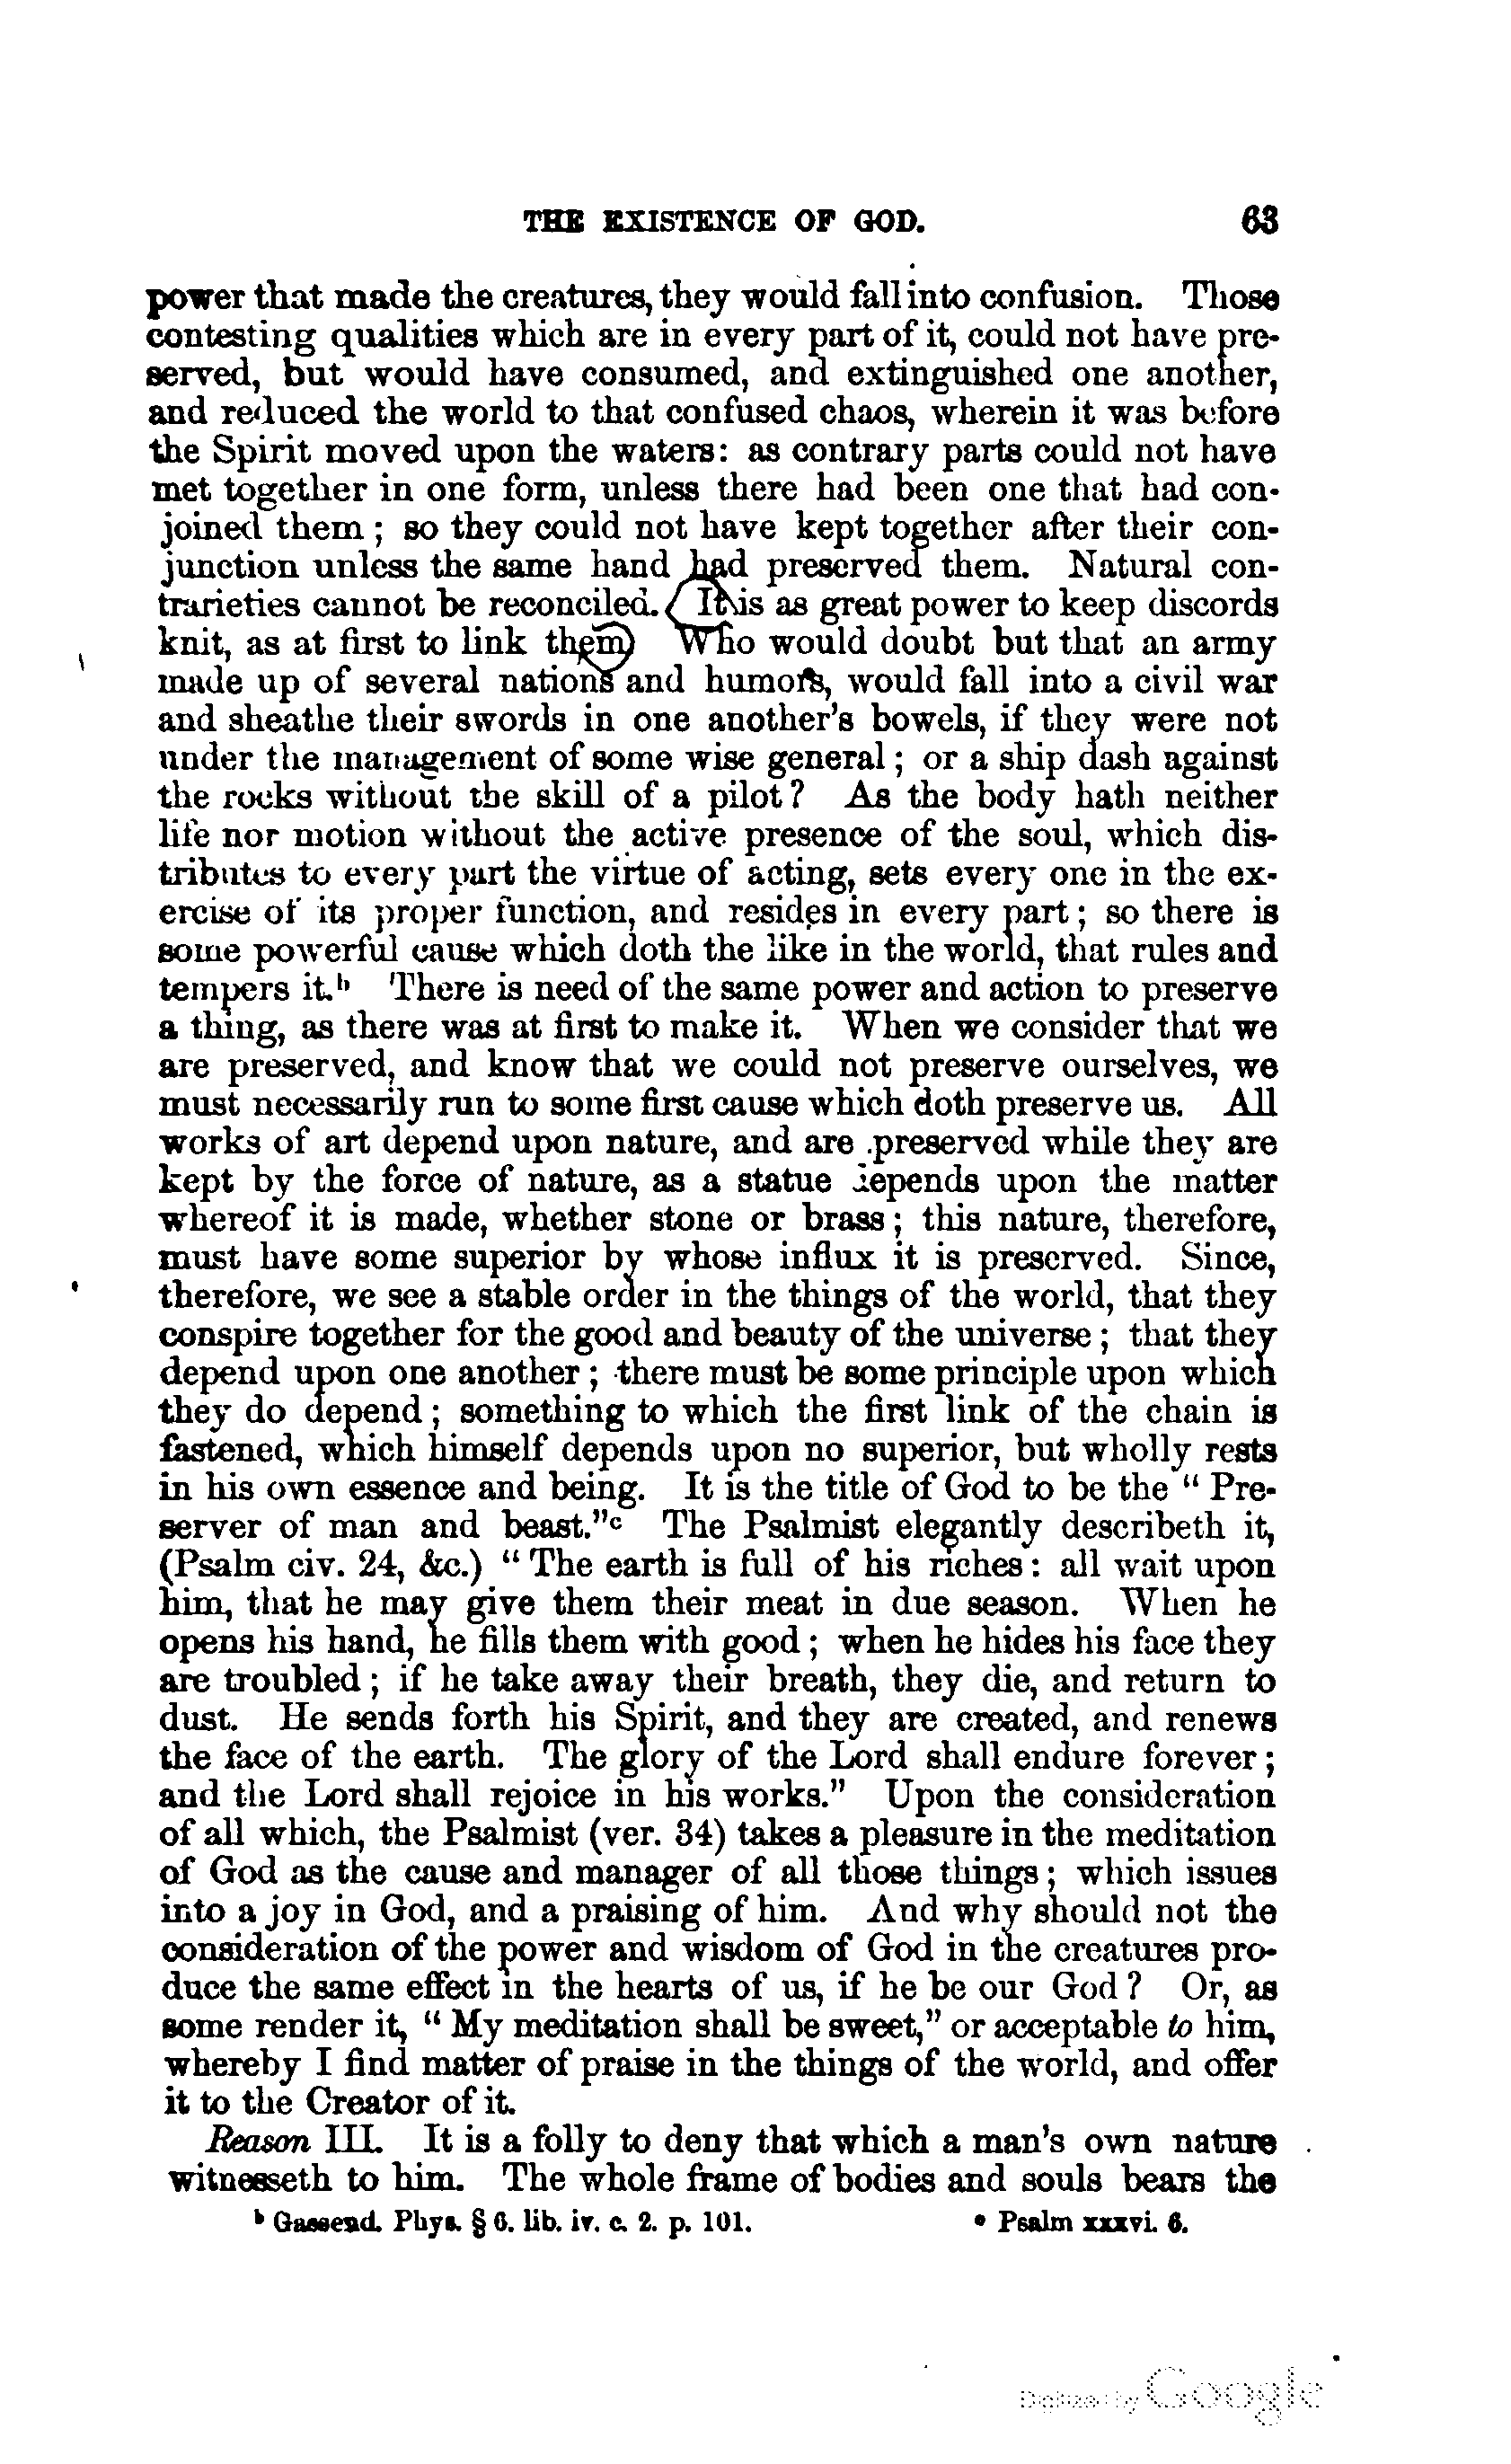 THE EXISTENCE OF GOD. 63
power that made the creatures, they would fall into confusion. Those
contesting qualities which are in every part of it, could not have pre-
served, but would have consumed, and extinguished one another,
and reduced the world to that confused chaos, wherein it was before
the Spirit moved upon the waters: as contrary parts could not have
met together in one form, unless there had been one that had con-
joined them; so they could not have kept together after their con-
junction unless the same hand had preserved them. Natural con-
trarieties cannot be reconciled. It is as great power to keep discords
knit, as at first to link them. Who would doubt but that an army
made up of several nations and humors, would fall into a civil war
and sheathe their swords in one another's bowels, if they were not
under the management of some wise general; or a ship dash against
the rocks without the skill of a pilot? As the body hath neither
life nor motion without the active presence of the soul, which dis-
tributes to every part the virtue of acting, sets every one in the ex-
ercise of its proper function, and resides in every part; so there is
some powerful cause which doth the like in the world, that rules and
tempers it.ᵇ There is need of the same power and action to preserve
a thing, as there was at first to make it. When we consider that we
are preserved, and know that we could not preserve ourselves, we
must necessarily run to some first cause which doth preserve us. All
works of art depend upon nature, and are preserved while they are
kept by the force of nature, as a statue depends upon the matter
whereof it is made, whether stone or brass; this nature, therefore,
must have some superior by whose influx it is preserved. Since,
therefore, we see a stable order in the things of the world, that they
conspire together for the good and beauty of the universe; that they
depend upon one another; there must be some principle upon which
they do depend; something to which the first link of the chain is
fastened, which himself depends upon no superior, but wholly rests
in his own essence and being. It is the title of God to be the "Pre-
server of man and beast."ᶜ The Psalmist elegantly describeth it,
(Psalm civ. 24, &c.) "The earth is full of his riches: all wait upon
him, that he may give them their meat in due season. When he
opens his hand, he fills them with good; when he hides his face they
are troubled; if he take away their breath, they die, and return to
dust. He sends forth his Spirit, and they are created, and renews
the face of the earth. The glory of the Lord shall endure forever;
and the Lord shall rejoice in his works." Upon the consideration
of all which, the Psalmist (ver. 34) takes a pleasure in the meditation
of God as the cause and manager of all those things; which issues
into a joy in God, and a praising of him. And why should not the
consideration of the power and wisdom of God in the creatures pro-
duce the same effect in the hearts of us, if he be our God? Or, as
some render it, "My meditation shall be sweet," or acceptable to him,
whereby I find matter of praise in the things of the world, and offer
it to the Creator of it.
Reason III. It is a folly to deny that which a man's own nature
witnesseth to him. The whole frame of bodies and souls bears the
ᵇ Gassend. Phys. § 6. lib. iv. c. 2. p. 101. ᶜ Psalm xxxvi. 6.
Digitized by Google